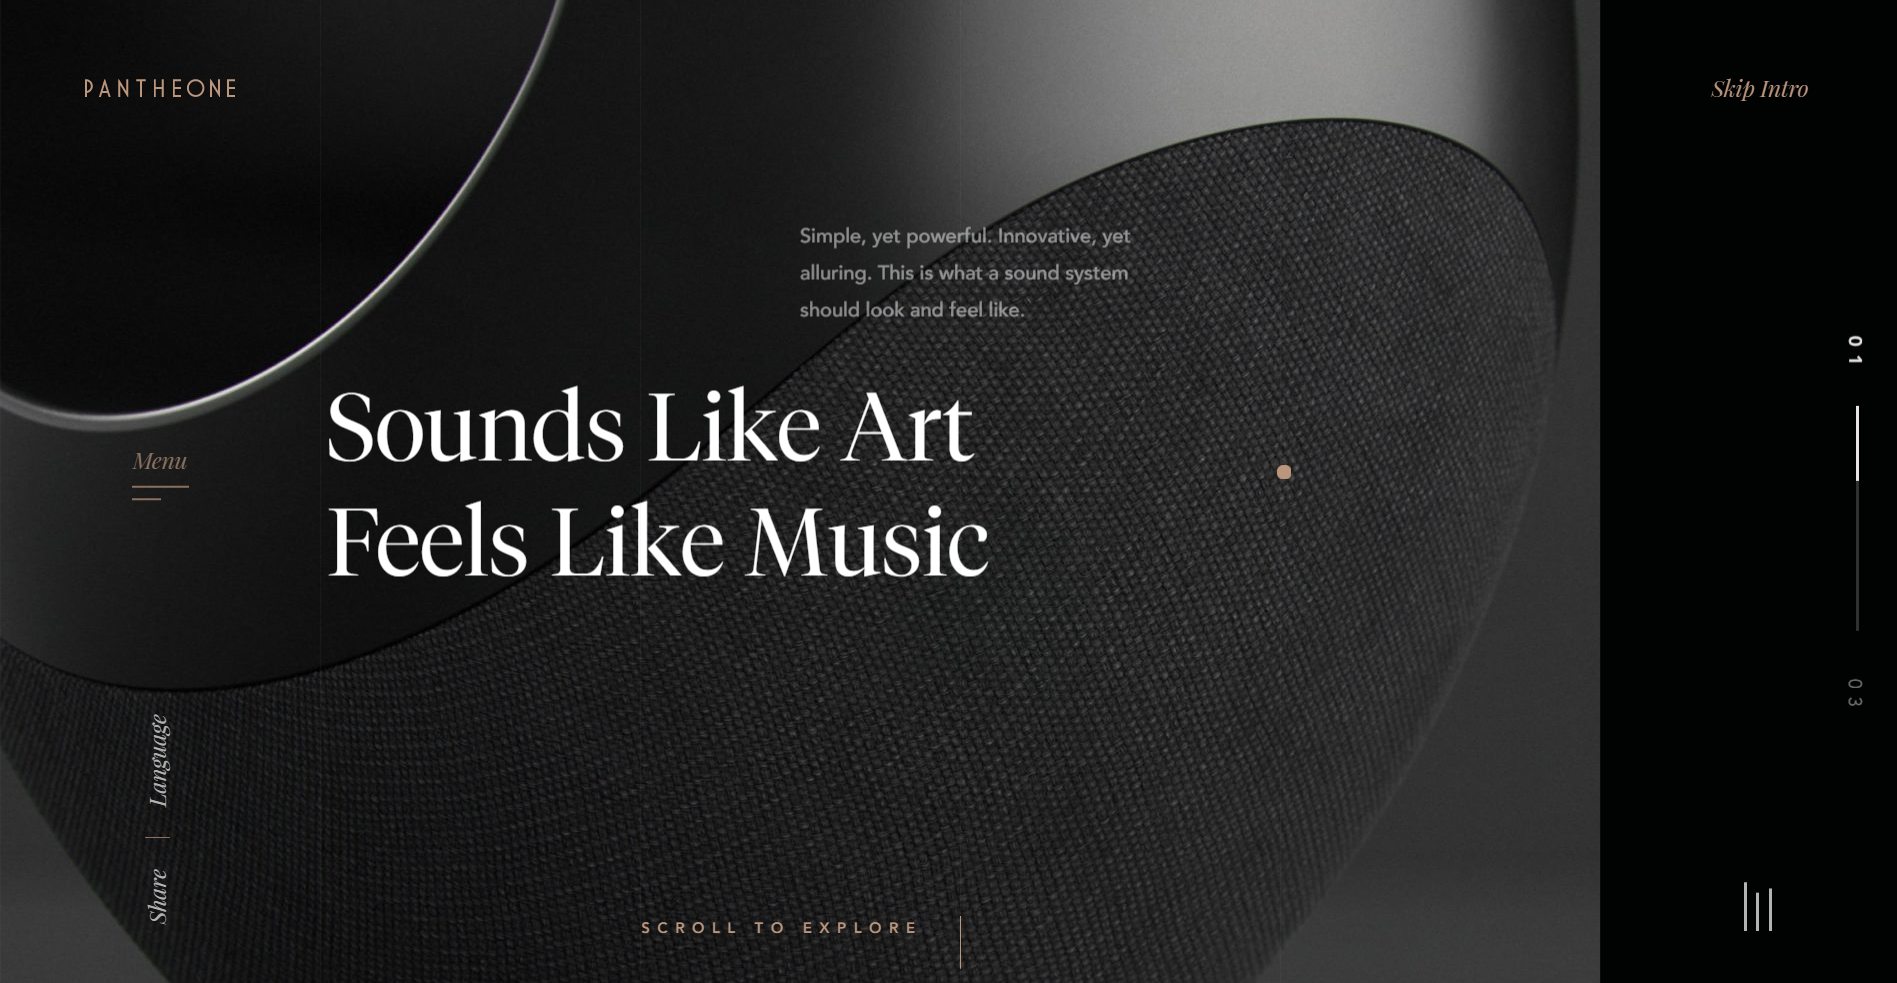 PANTHEONE
Skip Intro
Simple, yet powerful. Innovative, yet
alluring. This is what a sound system
should look and feel like.
01
Sounds Like Art
Feels Like Music
Menu
03
Language
Share
SCROLL TO EXPLORE